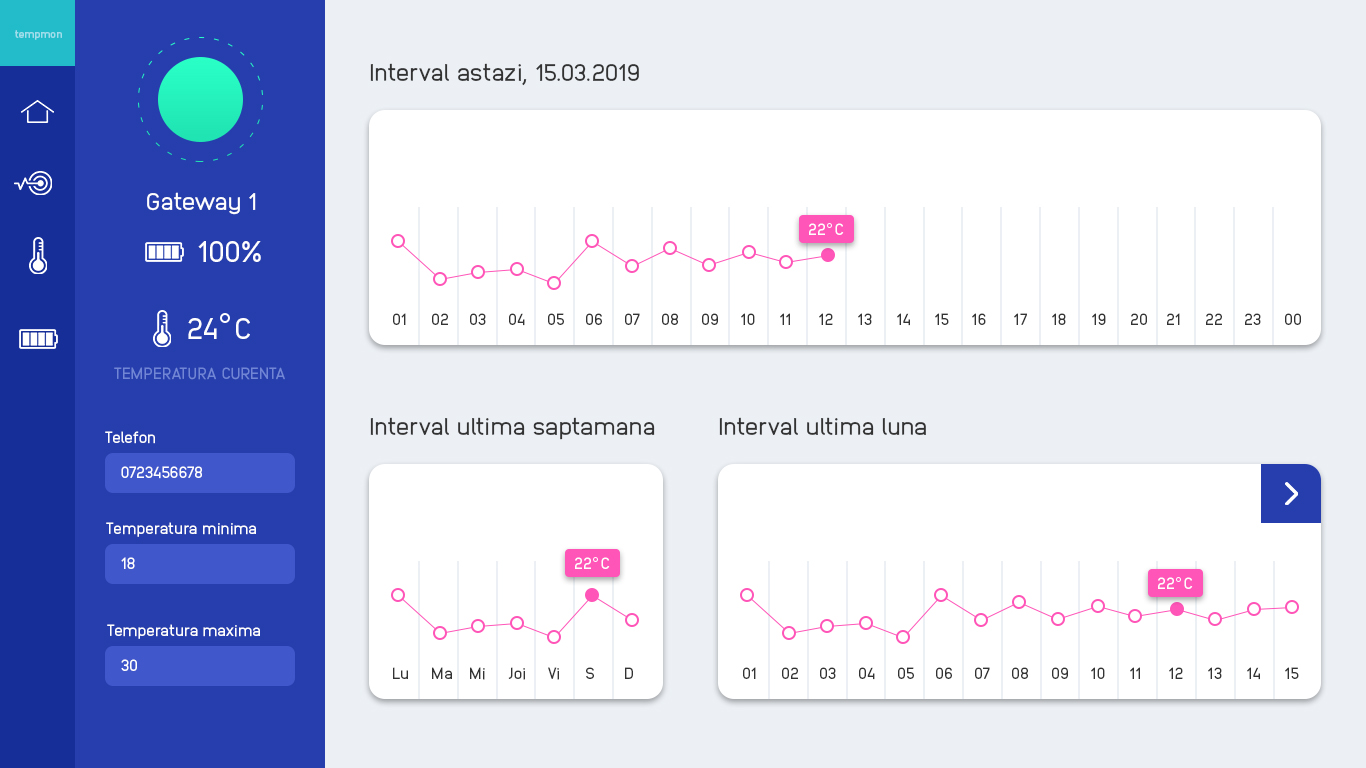 tempmon
Gateway 1
100%
24°C
TEMPERATURA CURENTA
Telefon
0723456678
Temperatura minima
18
Temperatura maxima
30
Interval astazi, 15.03.2019
22°C
01 02 03 04 05 06 07 08 09 10 11 12 13 14 15 16 17 18 19 20 21 22 23 00
Interval ultima saptamana
22°C
Lu Ma Mi Joi Vi S D
Interval ultima luna
22°C
01 02 03 04 05 06 07 08 09 10 11 12 13 14 15